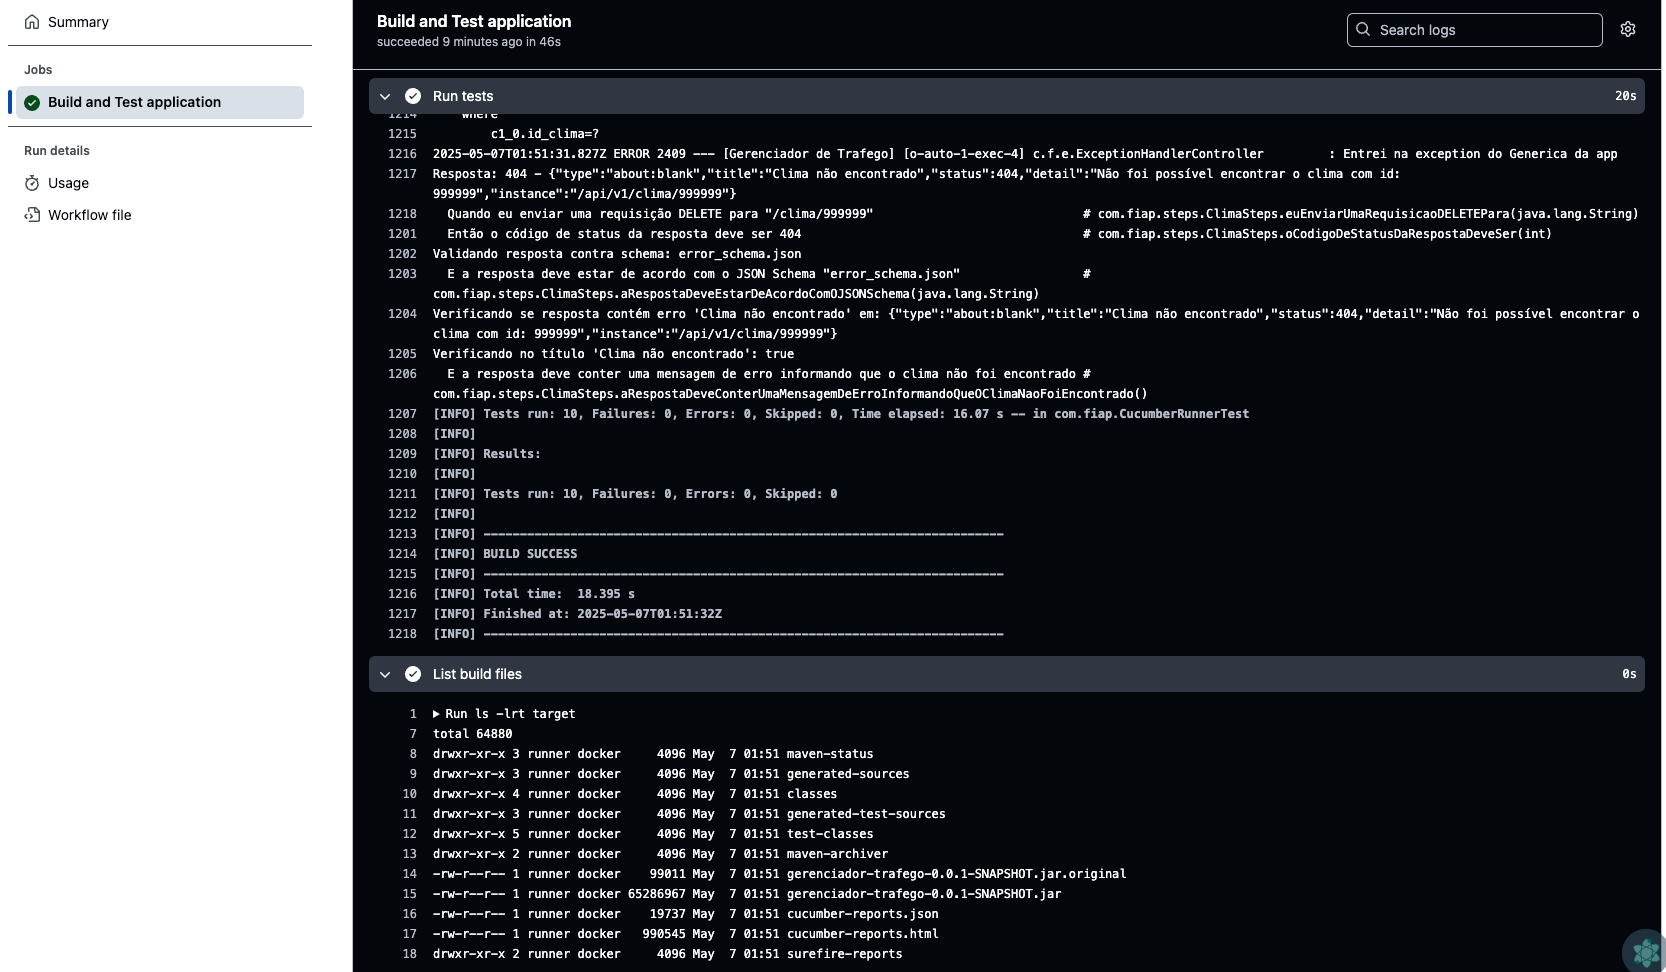 Summary
Jobs
Build and Test application
Run details
Usage
Workflow file
Build and Test application
succeeded 9 minutes ago in 46s
Search logs
Run tests 20s
1214 where
1215 c1_0.id_clima=?
1216 2025-05-07T01:51:31.827Z ERROR 2409 --- [Gerenciador de Trafego] [o-auto-1-exec-4] c.f.e.ExceptionHandlerController : Entrei na exception do Generica da app
1217 Resposta: 404 - {"type":"about:blank","title":"Clima não encontrado","status":404,"detail":"Não foi possível encontrar o clima com id:
999999","instance":"/api/v1/clima/999999"}
1218 Quando eu enviar uma requisição DELETE para "/clima/999999" # com.fiap.steps.ClimaSteps.euEnviarUmaRequisicaoDELETEPara(java.lang.String)
1201 Então o código de status da resposta deve ser 404 # com.fiap.steps.ClimaSteps.oCodigoDeStatusDaRespostaDeveSer(int)
1202 Validando resposta contra schema: error_schema.json
1203 E a resposta deve estar de acordo com o JSON Schema "error_schema.json" #
com.fiap.steps.ClimaSteps.aRespostaDeveEstarDeAcordoComOJSONSchema(java.lang.String)
1204 Verificando se resposta contém erro 'Clima não encontrado' em: {"type":"about:blank","title":"Clima não encontrado","status":404,"detail":"Não foi possível encontrar o
clima com id: 999999","instance":"/api/v1/clima/999999"}
1205 Verificando no título 'Clima não encontrado': true
1206 E a resposta deve conter uma mensagem de erro informando que o clima não foi encontrado #
com.fiap.steps.ClimaSteps.aRespostaDeveConterUmaMensagemDeErroInformandoQueOClimaNaoFoiEncontrado()
1207 [INFO] Tests run: 10, Failures: 0, Errors: 0, Skipped: 0, Time elapsed: 16.07 s -- in com.fiap.CucumberRunnerTest
1208 [INFO]
1209 [INFO] Results:
1210 [INFO]
1211 [INFO] Tests run: 10, Failures: 0, Errors: 0, Skipped: 0
1212 [INFO]
1213 [INFO] ------------------------------------------------------------------------
1214 [INFO] BUILD SUCCESS
1215 [INFO] ------------------------------------------------------------------------
1216 [INFO] Total time:  18.395 s
1217 [INFO] Finished at: 2025-05-07T01:51:32Z
1218 [INFO] ------------------------------------------------------------------------
List build files 0s
1 Run ls -lrt target
7 total 64880
8 drwxr-xr-x 3 runner docker 4096 May 7 01:51 maven-status
9 drwxr-xr-x 3 runner docker 4096 May 7 01:51 generated-sources
10 drwxr-xr-x 4 runner docker 4096 May 7 01:51 classes
11 drwxr-xr-x 3 runner docker 4096 May 7 01:51 generated-test-sources
12 drwxr-xr-x 5 runner docker 4096 May 7 01:51 test-classes
13 drwxr-xr-x 2 runner docker 4096 May 7 01:51 maven-archiver
14 -rw-r--r-- 1 runner docker 99011 May 7 01:51 gerenciador-trafego-0.0.1-SNAPSHOT.jar.original
15 -rw-r--r-- 1 runner docker 65286967 May 7 01:51 gerenciador-trafego-0.0.1-SNAPSHOT.jar
16 -rw-r--r-- 1 runner docker 19737 May 7 01:51 cucumber-reports.json
17 -rw-r--r-- 1 runner docker 990545 May 7 01:51 cucumber-reports.html
18 drwxr-xr-x 2 runner docker 4096 May 7 01:51 surefire-reports